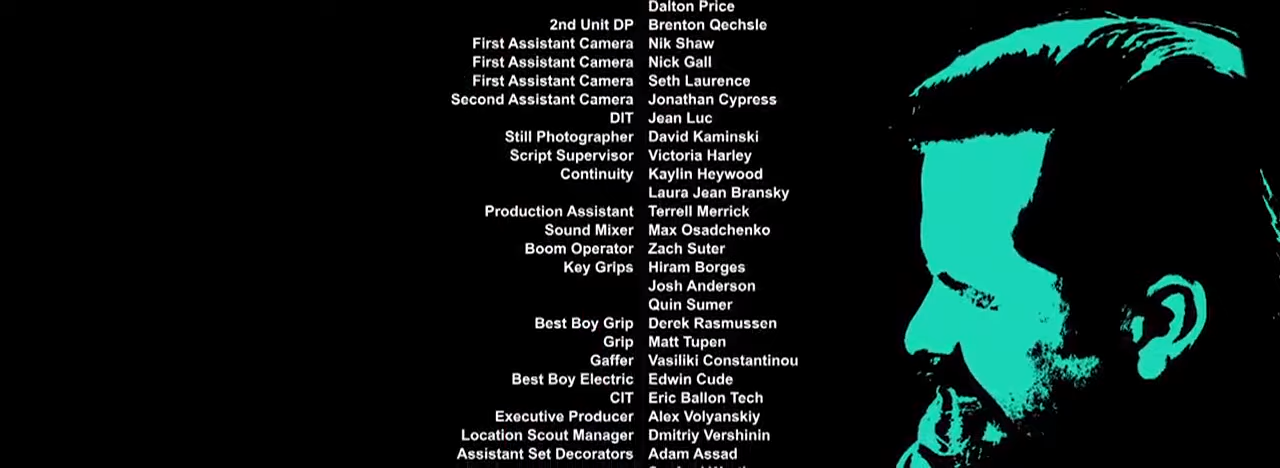 Dalton Price
2nd Unit DP Brenton Qechsle
First Assistant Camera Nik Shaw
First Assistant Camera Nick Gall
First Assistant Camera Seth Laurence
Second Assistant Camera Jonathan Cypress
DIT Jean Luc
Still Photographer David Kaminski
Script Supervisor Victoria Harley
Continuity Kaylin Heywood
Laura Jean Bransky
Production Assistant Terrell Merrick
Sound Mixer Max Osadchenko
Boom Operator Zach Suter
Key Grips Hiram Borges
Josh Anderson
Quin Sumer
Best Boy Grip Derek Rasmussen
Grip Matt Tupen
Gaffer Vasiliki Constantinou
Best Boy Electric Edwin Cude
CIT Eric Ballon Tech
Executive Producer Alex Volyanskiy
Location Scout Manager Dmitriy Vershinin
Assistant Set Decorators Adam Assad